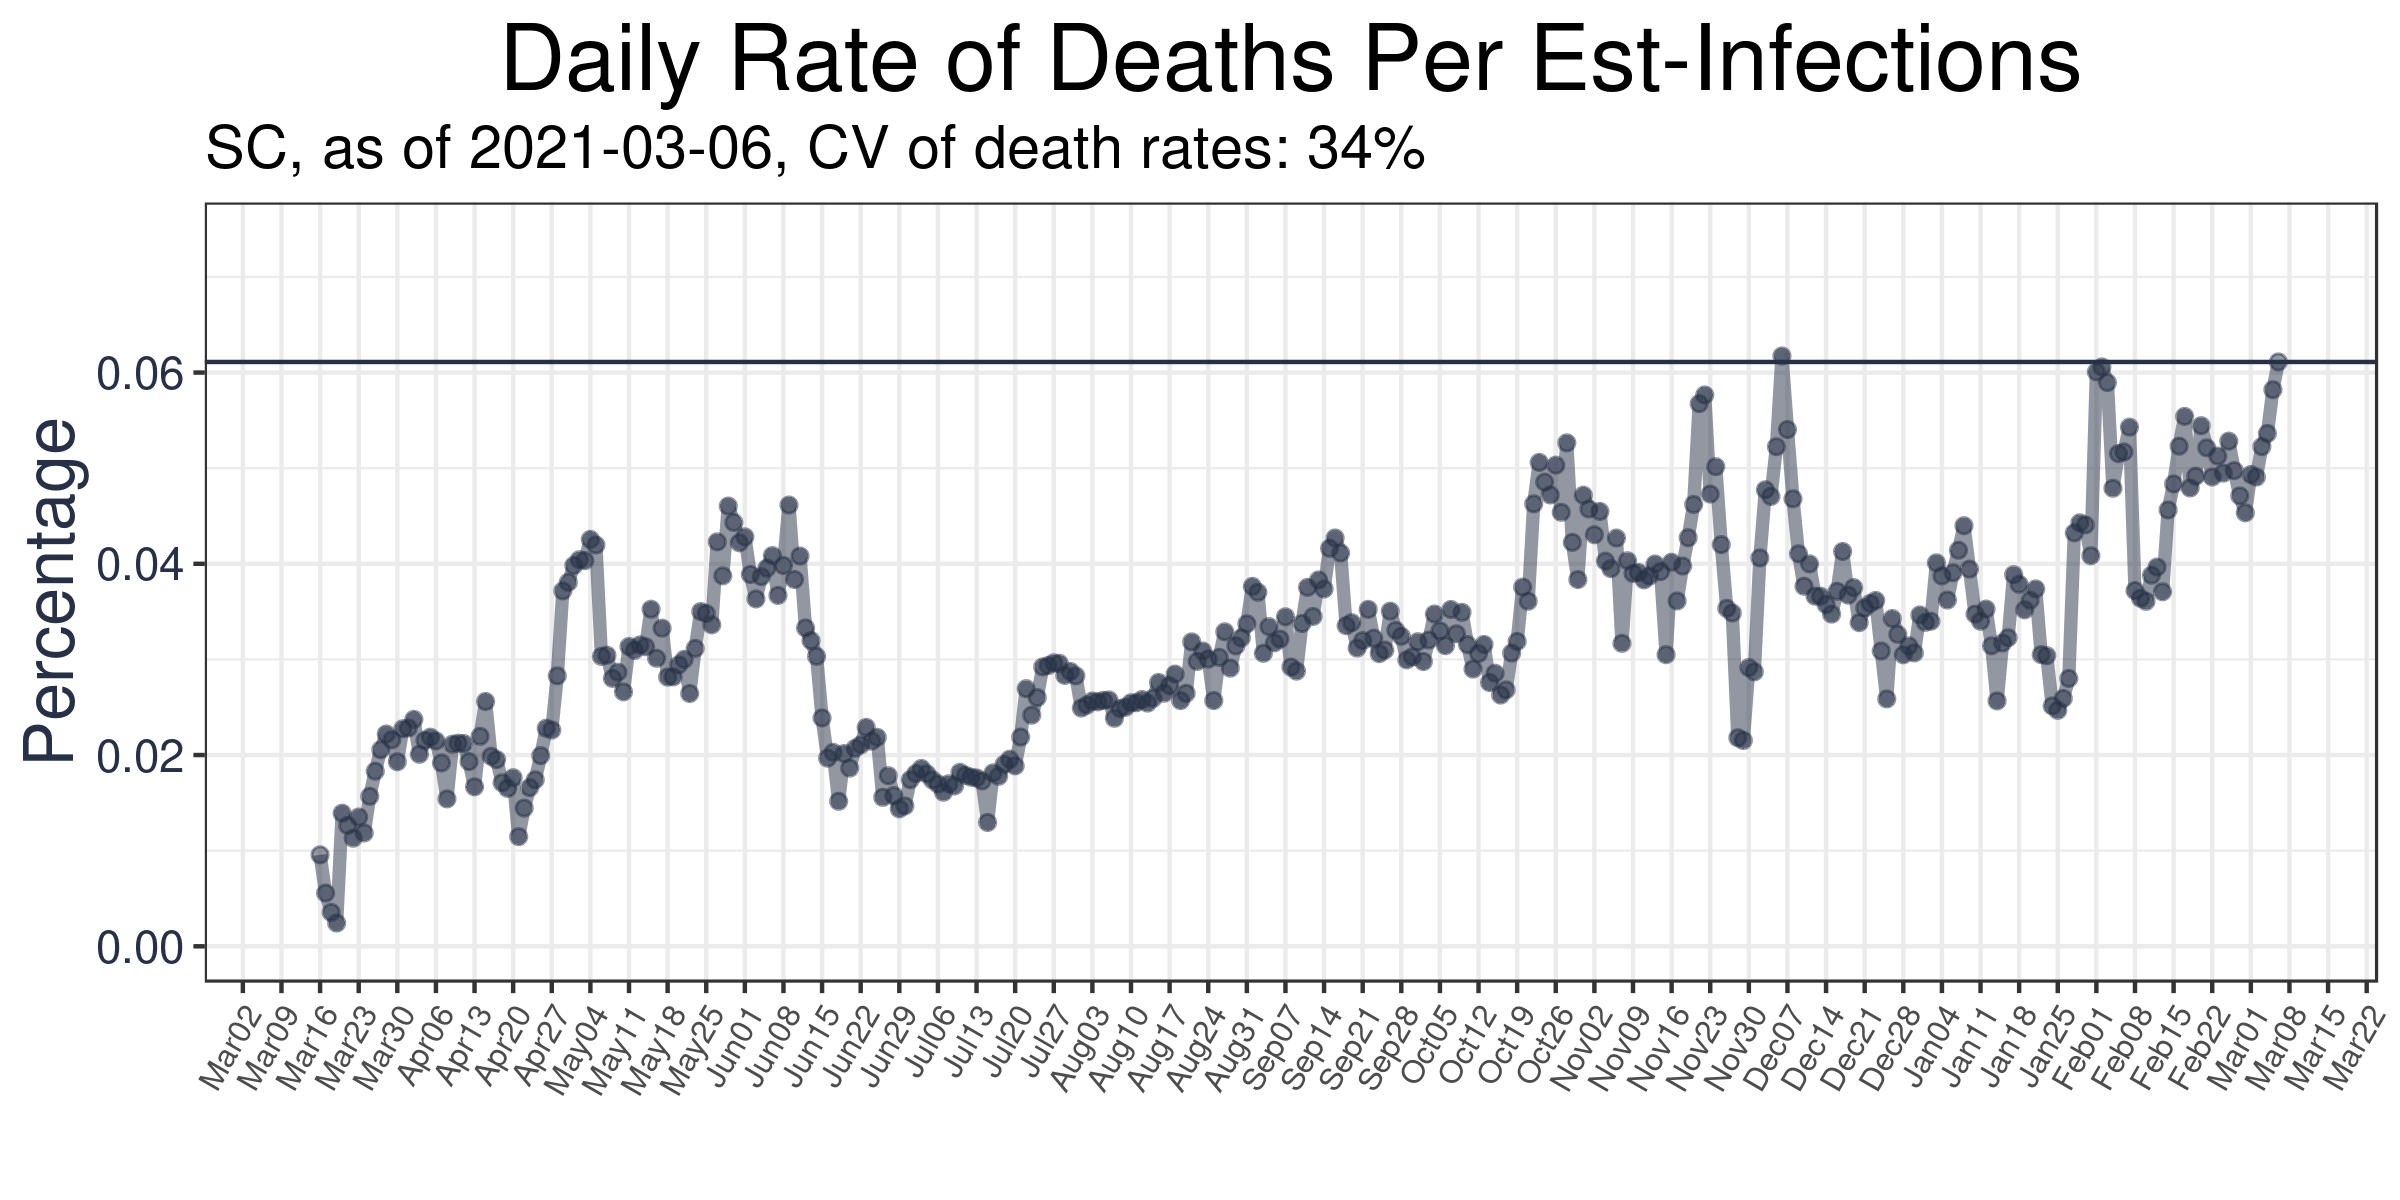 Daily Rate of Deaths Per Est-Infections
SC, as of 2021-03-06, CV of death rates: 34%
Percentage
0.06
0.04
0.02
0.00
Mar02
Mar09
Mar16
Mar23
Mar30
Apr06
Apr13
Apr20
Apr27
May04
May11
May18
May25
Jun01
Jun08
Jun15
Jun22
Jun29
Jul06
Jul13
Jul20
Jul27
Aug03
Aug10
Aug17
Aug24
Aug31
Sep07
Sep14
Sep21
Sep28
Oct05
Oct12
Oct19
Oct26
Nov02
Nov09
Nov16
Nov23
Nov30
Dec07
Dec14
Dec21
Dec28
Jan04
Jan11
Jan18
Jan25
Feb01
Feb08
Feb15
Feb22
Mar01
Mar08
Mar15
Mar22